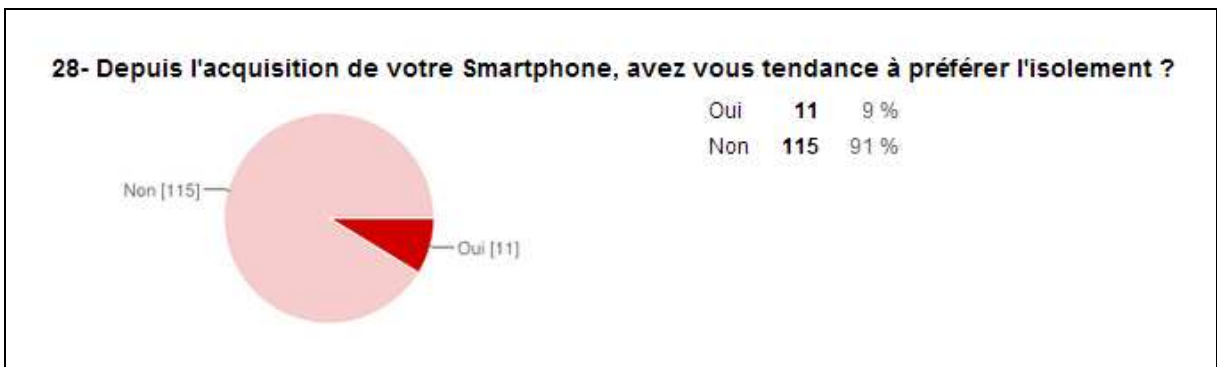 28- Depuis l'acquisition de votre Smartphone, avez vous tendance à préférer l'isolement ?
Oui 11 9 %
Non 115 91 %
Non [115]
Oui [11]